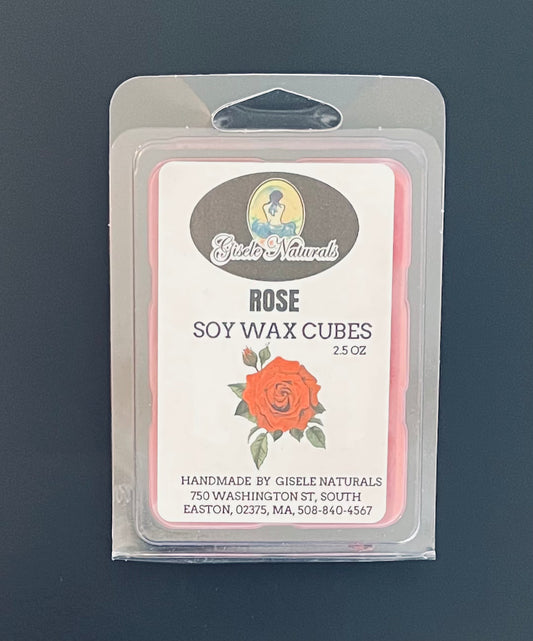 Gisele Naturals
ROSE
SOY WAX CUBES
2.5 OZ
HANDMADE BY GISELE NATURALS
750 WASHINGTON ST, SOUTH
EASTON, 02375, MA, 508-840-4567